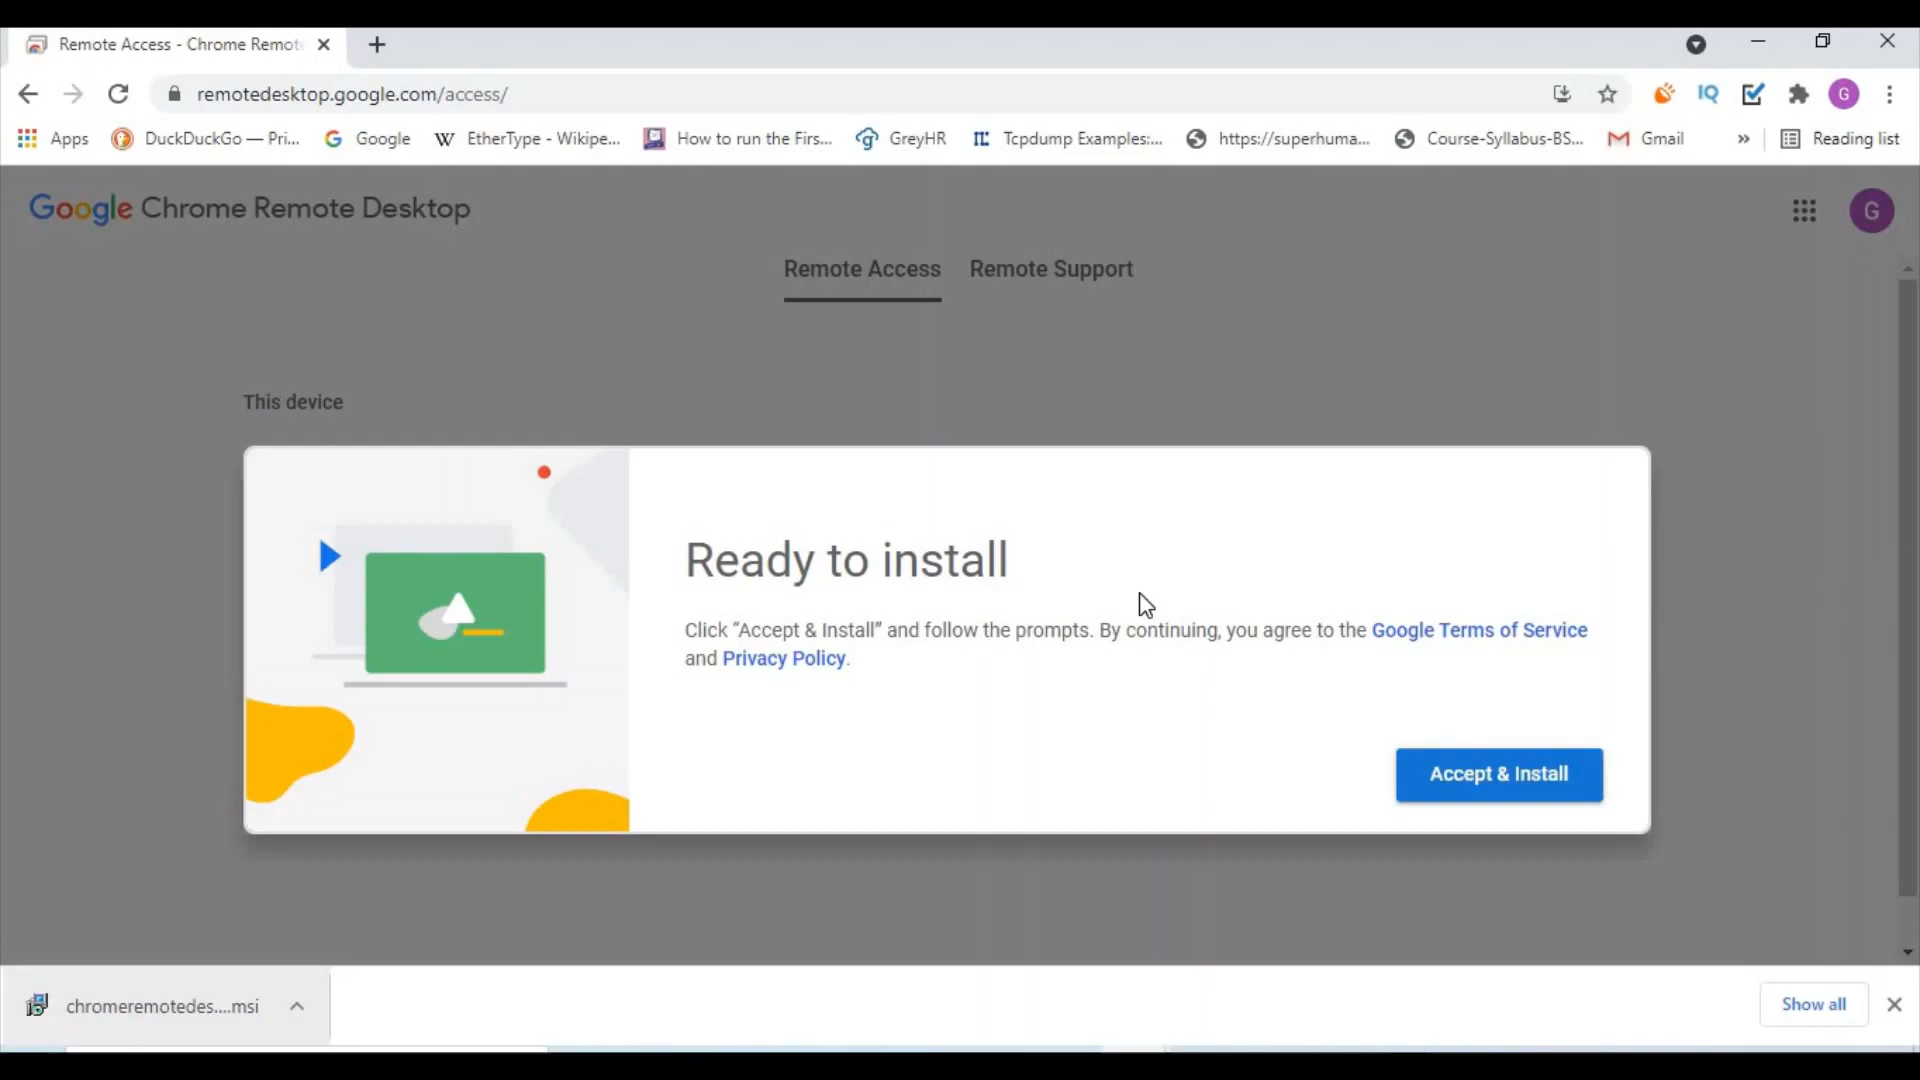 Remote Access - Chrome Remot
remotedesktop.google.com/access/
IQ
G
Apps
DuckDuckGo — Pri...
G Google
W EtherType - Wikipe...
How to run the Firs...
GreyHR
Tcpdump Examples:...
https://superhuma...
Course-Syllabus-BS...
Gmail
»
Reading list
Google Chrome Remote Desktop
G
Remote Access
Remote Support
This device
Ready to install
Click “Accept & Install” and follow the prompts. By continuing, you agree to the Google Terms of Service
and Privacy Policy.
Accept & Install
chromeremotedes....msi
Show all